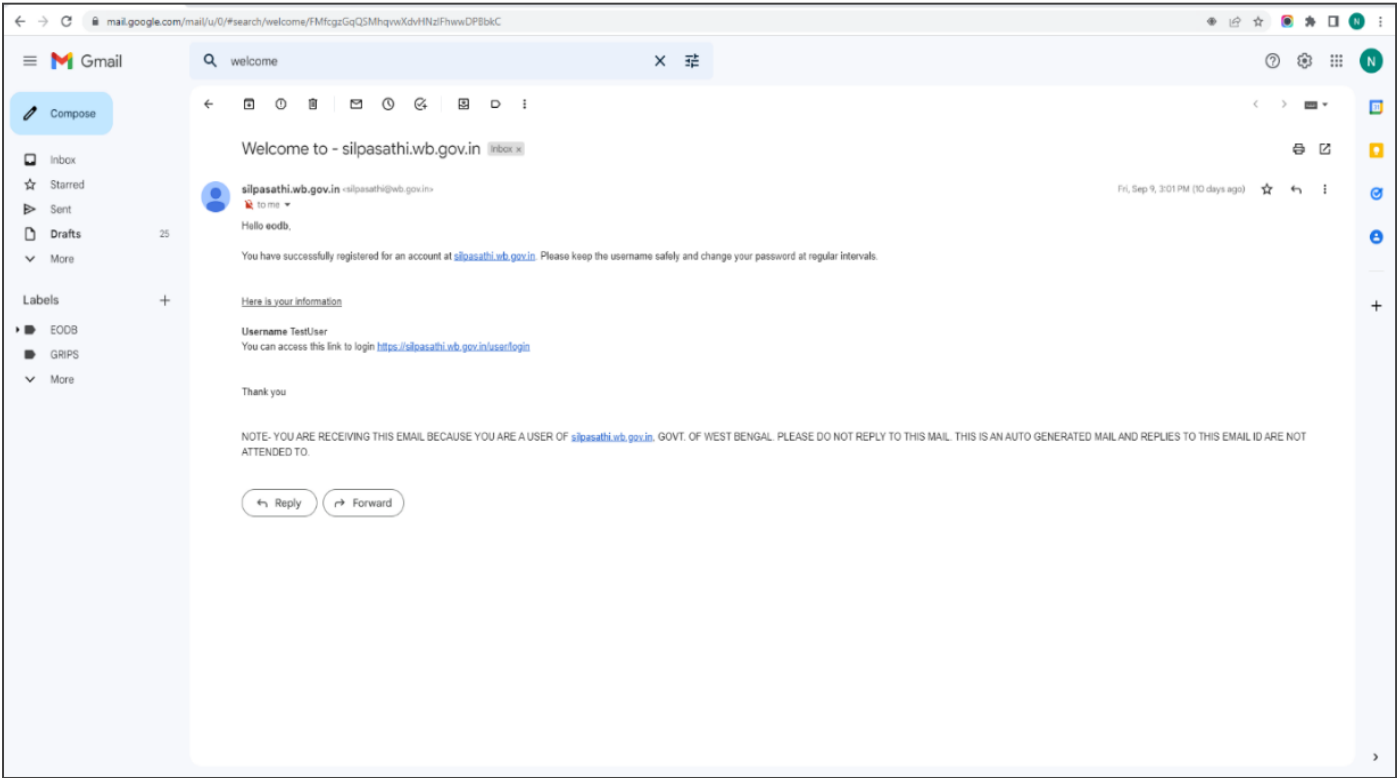 mail.google.com/mail/u/0/#search/welcome/FMfcgzGqQSMhqvwXdvHNzlFhwwDPBbkC
N
Gmail
welcome
N
Compose
Inbox
Starred
Sent
Drafts 25
More
Labels
EODB
GRIPS
More
Welcome to - silpasathi.wb.gov.in Inbox x
silpasathi.wb.gov.in <silpasathi@wb.gov.in>
Fri, Sep 9, 3:01 PM (10 days ago)
to me
Hello eodb,
You have successfully registered for an account at silpasathi.wb.gov.in. Please keep the username safely and change your password at regular intervals.
Here is your information
Username TestUser
You can access this link to login https://silpasathi.wb.gov.in/user/login
Thank you
NOTE- YOU ARE RECEIVING THIS EMAIL BECAUSE YOU ARE A USER OF silpasathi.wb.gov.in, GOVT. OF WEST BENGAL. PLEASE DO NOT REPLY TO THIS MAIL. THIS IS AN AUTO GENERATED MAIL AND REPLIES TO THIS EMAIL ID ARE NOT
ATTENDED TO.
Reply Forward